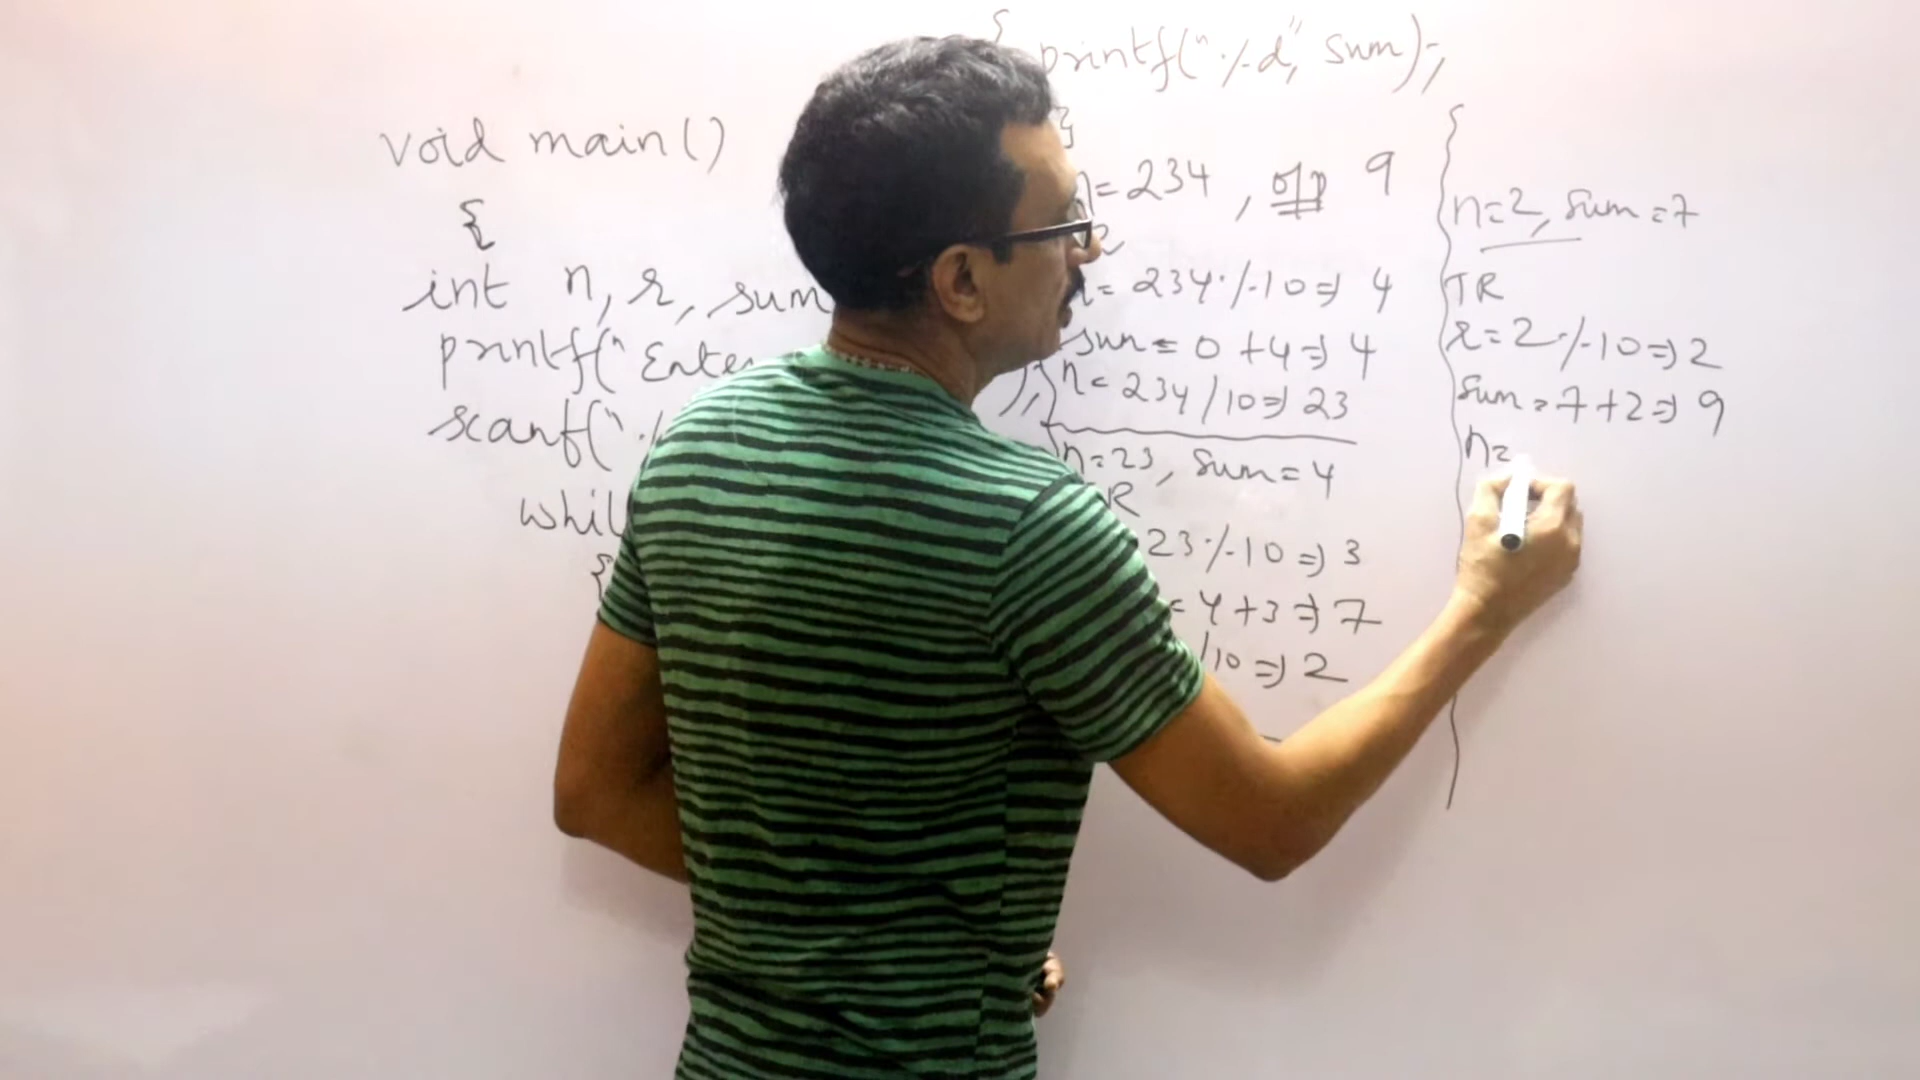 void main()
{
int n, r, sum
printf(" Enter
);
scanf("
{
{ printf("%d", sum);
}
n=234, o/p 9
= 234%10 => 4
sum = 0+4 => 4
n= 234/10 => 23
n=23, sum=4
23%10 => 3
= 4+3 => 7
/10 => 2
n=2, sum=7
TR
r=2%10 => 2
sum=7+2 => 9
n=